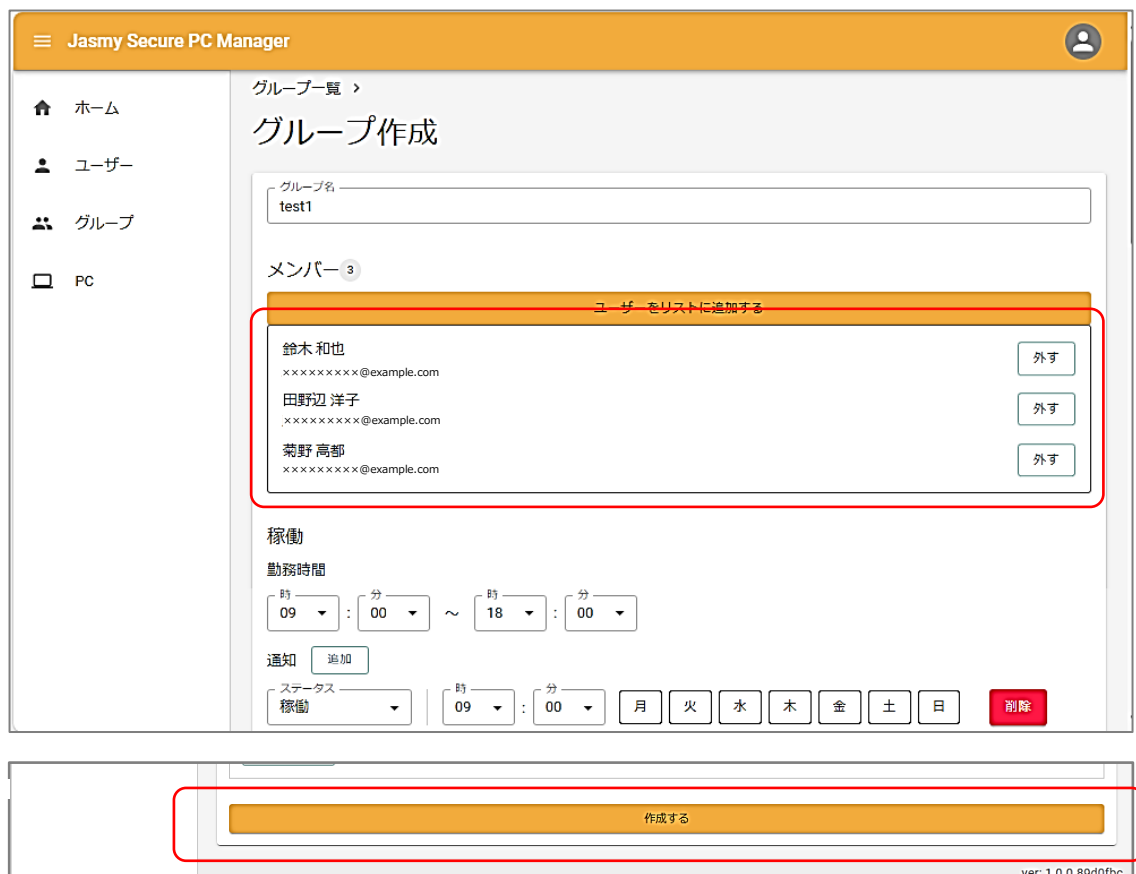 Jasmy Secure PC Manager
ホーム
ユーザー
グループ
PC
グループ一覧 ›
グループ作成
グループ名
test1
メンバー 3
ユーザーをリストに追加する
鈴木 和也
×××××××××@example.com
外す
田野辺 洋子
×××××××××@example.com
外す
菊野 高都
×××××××××@example.com
外す
稼働
勤務時間
時 分 時 分
09 : 00 ～ 18 : 00
通知 追加
ステータス 時 分
稼働 09 : 00 月 火 水 木 金 土 日 削除
作成する
ver: 1.0.0.89d0fbc